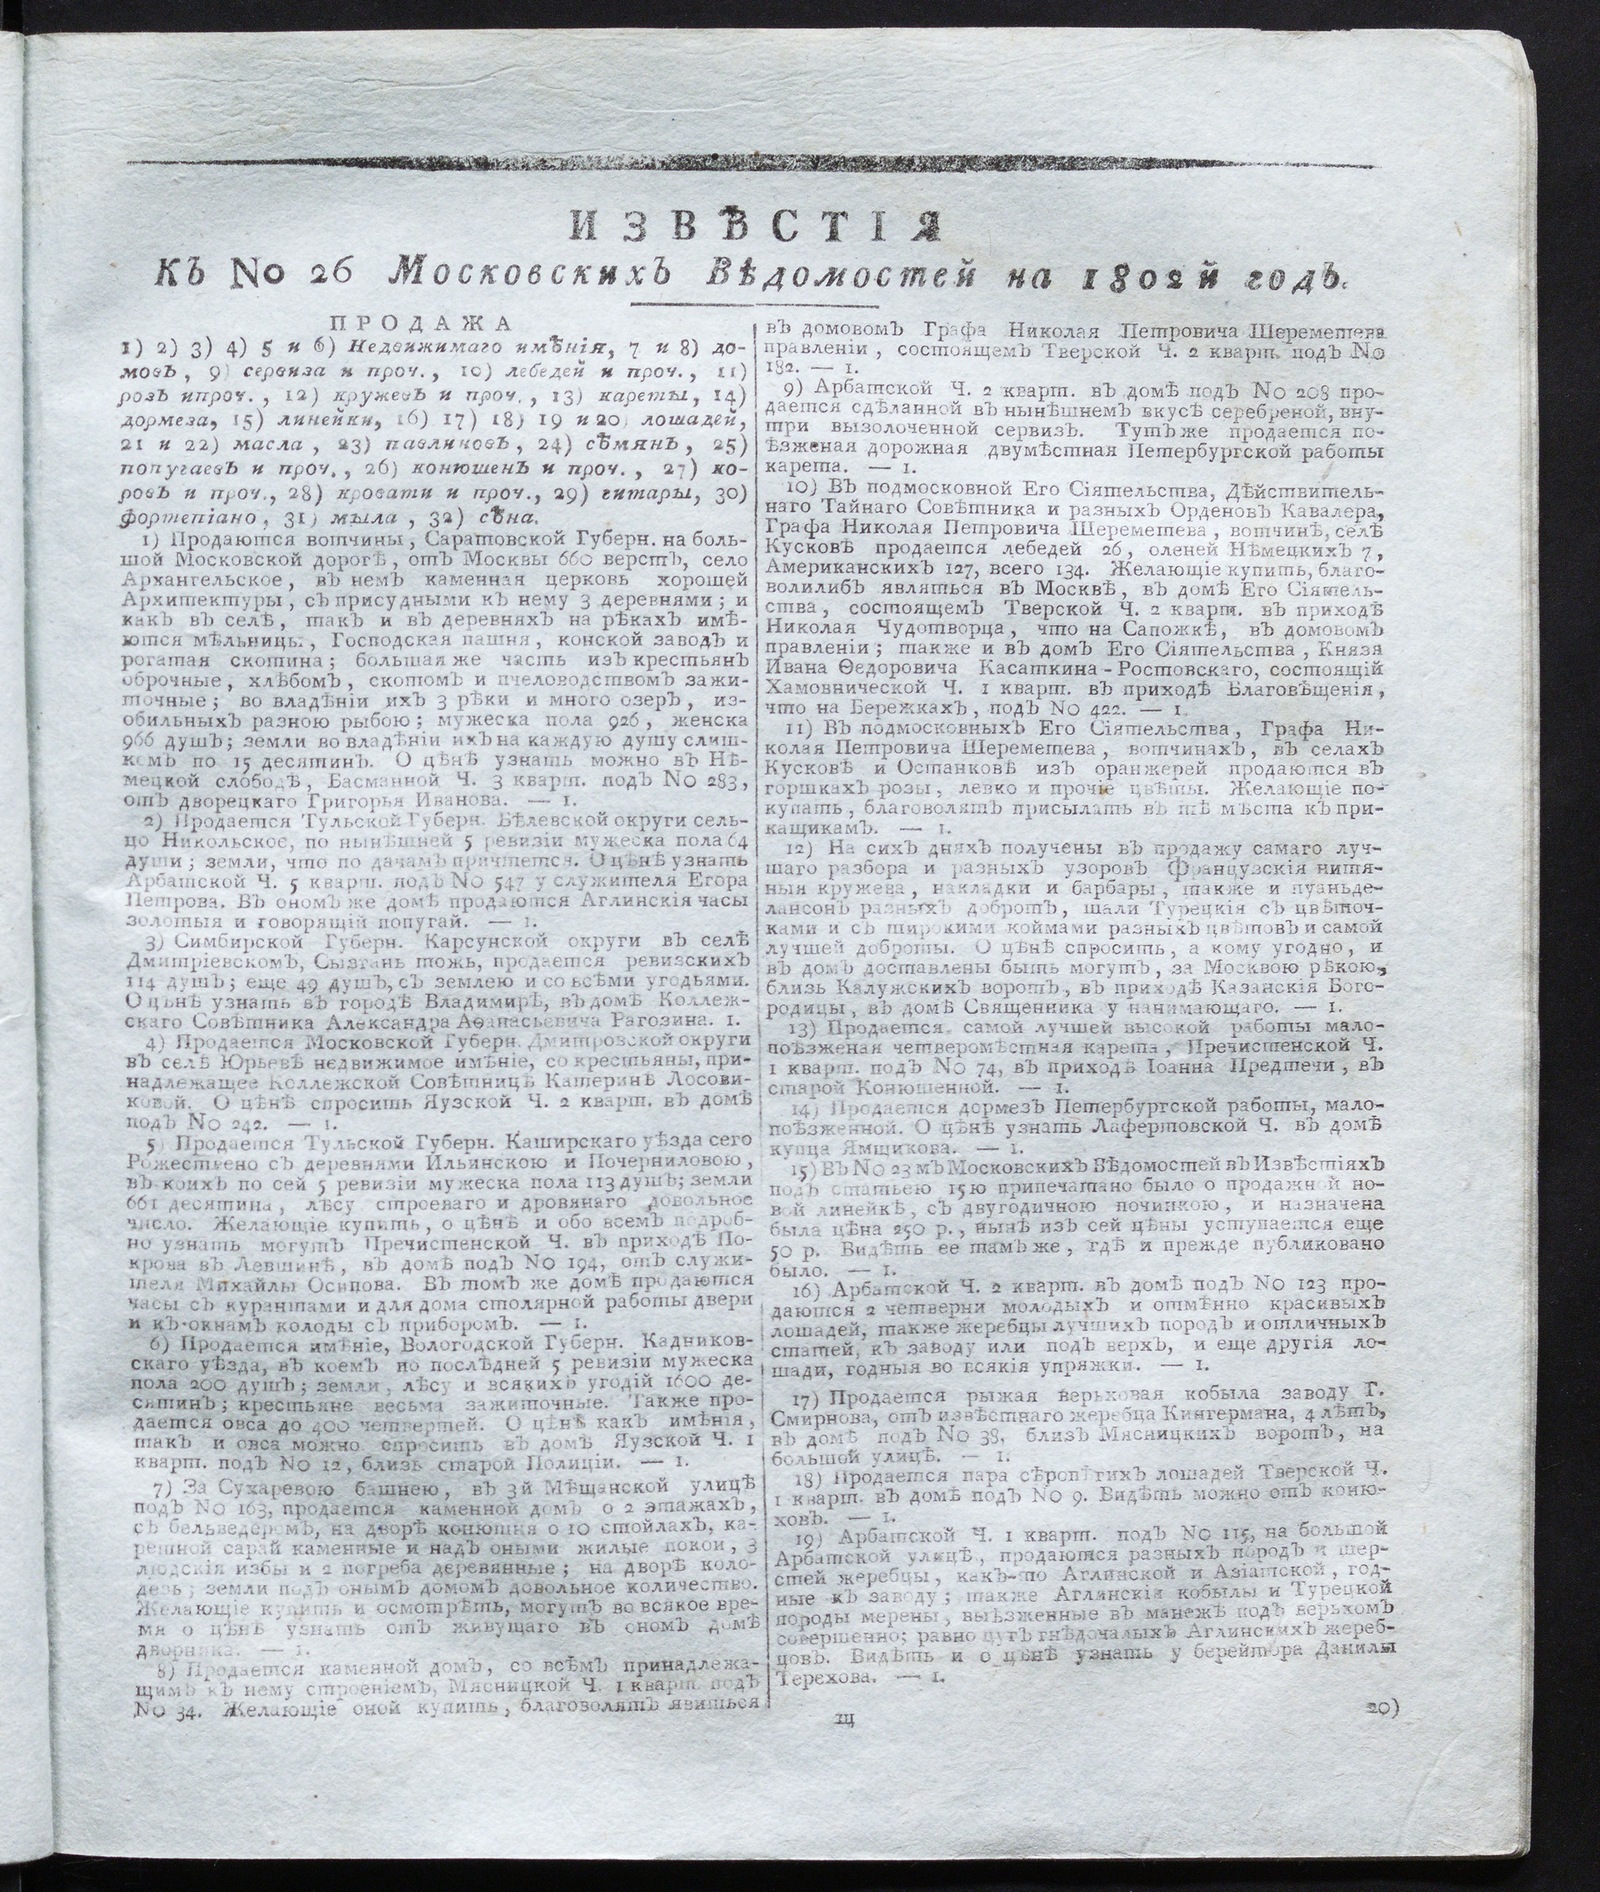 ИЗВѢСТІЯ
КЪ No 26 Московскихъ Вѣдомостей на 1802й годъ.
ПРОДАЖА
1) 2) 3) 4) 5 и 6) Недвижимаго имѣнія, 7 и 8) до-
мовъ, 9) сервиза и проч., 10) лебедей и проч., 11)
розъ ипроч., 12) кружевъ и проч., 13) кареты, 14)
дормеза, 15) линейки, 16) 17) 18) 19 и 20) лошадей,
21 и 22) масла, 23) павлиновъ, 24) сѣмянъ, 25)
попугаевъ и проч., 26) конюшенъ и проч., 27) ко-
ровъ и проч., 28) кровати и проч., 29) гитары, 30)
фортепіано, 31) мыла, 32) сѣна.
1) Продаются вотчины, Саратовской Губерн. на боль-
шой Московской дорогѣ, отъ Москвы 660 верстъ, село
Архангельское, въ немъ каменная церковь хорошей
Архитектуры, съ присудными къ нему 3 деревнями; и
какъ въ селѣ, такъ и въ деревняхъ на рѣкахъ имѣ-
ются мѣльницы, Господская пашня, конской заводъ и
рогатая скотина; большая же часть изъ крестьянъ
оброчные, хлѣбомъ, скотомъ и пчеловодствомъ зажи-
точные; во владѣніи ихъ 3 рѣки и много озеръ, из-
обильныхъ разною рыбою; мужеска пола 926, женска
966 душъ; земли во владѣніи ихъ на каждую душу слиш-
комъ по 15 десятинъ. О цѣнѣ узнать можно въ Нѣ-
мецкой слободѣ, Басманной Ч. 3 кварт. подъ No 283,
отъ дворецкаго Григорья Иванова. — 1.
2) Продается Тульской Губерн. Бѣлевской округи сель-
цо Никольское, по нынѣшней 5 ревизіи мужеска пола 64
души; земли, что по дачамъ причтется. О цѣнѣ узнать
Арбатской Ч. 5 кварт. подъ No 547 у служителя Егора
Петрова. Въ ономъ же домѣ продаются Аглинскія часы
золотыя и говорящій попугай. — 1.
3) Симбирской Губерн. Карсунской округи въ селѣ
Дмитріевскомъ, Сызгань тожь, продается ревизскихъ
114 душъ; еще 49 душъ, съ землею и со всѣми угодьями.
О цѣнѣ узнать въ городѣ Владимирѣ, въ домѣ Коллеж-
скаго Совѣтника Александра Аѳанасьевича Рагозина. 1.
4) Продается Московской Губерн. Дмитровской округи
въ селѣ Юрьевѣ недвижимое имѣніе, со крестьяны, при-
надлежащее Коллежской Совѣтницѣ Катеринѣ Лосови-
ковой. О цѣнѣ спросить Яузской Ч. 2 кварт. въ домѣ
подъ No 242. — 1.
5) Продается Тульской Губерн. Каширскаго уѣзда сего
Рожествено съ деревнями Ильинскою и Почерниловою,
въ коихъ по сей 5 ревизіи мужеска пола 113 душъ; земли
661 десятина, лѣсу строеваго и дровянаго довольное
число. Желающіе купить, о цѣнѣ и обо всемъ подроб-
но узнать могутъ Пречистенской Ч. въ приходѣ По-
крова въ Левшинѣ, въ домѣ подъ No 194, отъ служи-
теля Михайлы Осипова. Въ томъ же домѣ продаются
часы съ курантами и для дома столярной работы двери
и къ окнамъ колоды съ приборомъ. — 1.
6) Продается имѣніе, Вологодской Губерн. Кадников-
скаго уѣзда, въ коемъ по послѣдней 5 ревизіи мужеска
пола 200 душъ; земли, лѣсу и всякихъ угодій 1600 де-
сятинъ; крестьяне весьма зажиточные. Также про-
дается овса до 400 четвертей. О цѣнѣ какъ имѣнія,
такъ и овса можно спросить въ домѣ Яузской Ч. 1
кварт. подъ No 12, близь старой Полиціи. — 1.
7) За Сухаревою башнею, въ 3й Мѣщанской улицѣ
подъ No 163, продается каменной домъ о 2 этажахъ,
съ бельведеромъ, на дворѣ конюшня о 10 стойлахъ, ка-
ретной сарай каменные и надъ оными жилые покои, 3
людскія избы и 2 погреба деревянные; на дворѣ коло-
дезь; земли подъ онымъ домомъ довольное количество.
Желающіе купить и осмотрѣть, могутъ во всякое вре-
мя о цѣнѣ узнать отъ живущаго въ ономъ домѣ
дворника. — 1.
8) Продается каменной домъ, со всѣмъ принадлежа-
щимъ къ нему строеніемъ, Мясницкой Ч. 1 кварт. подъ
No 34. Желающіе оной купить, благоволятъ явиться
въ домовомъ Графа Николая Петровича Шереметева
правленіи, состоящемъ Тверской Ч. 2 кварт. подъ No
182. — 1.
9) Арбатской Ч. 2 кварт. въ домѣ подъ No 208 про-
дается сдѣланной въ нынѣшнемъ вкусѣ серебреной, вну-
три вызолоченной сервизъ. Тутъ же продается по-
ѣзженая дорожная двумѣстная Петербургской работы
карета. — 1.
10) Въ подмосковной Его Сіятельства, Дѣйствитель-
наго Тайнаго Совѣтника и разныхъ Орденовъ Кавалера,
Графа Николая Петровича Шереметева, вотчинѣ, селѣ
Кусковѣ продается лебедей 26, оленей Нѣмецкихъ 7,
Американскихъ 127, всего 134. Желающіе купить, благо-
волилибъ являться въ Москвѣ, въ домѣ Его Сіятель-
ства, состоящемъ Тверской Ч. 2 кварт. въ приходѣ
Николая Чудотворца, что на Сапожкѣ, въ домовомъ
правленіи; также и въ домъ Его Сіятельства, Князя
Ивана Ѳедоровича Касаткина-Ростовскаго, состоящій
Хамовнической Ч. 1 кварт. въ приходѣ Благовѣщенія,
что на Бережкахъ, подъ No 422. — 1.
11) Въ подмосковныхъ Его Сіятельства, Графа Ни-
колая Петровича Шереметева, вотчинахъ, въ селахъ
Кусковѣ и Останковѣ изъ оранжерей продаются въ
горшкахъ розы, левко и прочіе цвѣты. Желающіе по-
купать, благоволятъ присылать въ тѣ мѣста къ при-
кащикамъ. — 1.
12) На сихъ дняхъ получены въ продажу самаго луч-
шаго разбора и разныхъ узоровъ Французскія нитя-
ныя кружева, накладки и барбары, также и пуаньде-
лансонъ разныхъ добротъ, шали Турецкія съ цвѣточ-
ками и съ широкими коймами разныхъ цвѣтовъ и самой
лучшей доброты. О цѣнѣ спросить, а кому угодно, и
въ домъ доставлены быть могутъ, за Москвою рѣкою,
близь Калужскихъ воротъ, въ приходѣ Казанскія Бого-
родицы, въ домѣ Священника у нанимающаго. — 1.
13) Продается самой лучшей высокой работы мало-
поѣзженая четверомѣстная карета, Пречистенской Ч.
1 кварт. подъ No 74, въ приходѣ Іоанна Предтечи, въ
старой Конюшенной. — 1.
14) Продается дормезъ Петербургской работы, мало-
поѣзженной. О цѣнѣ узнать Лафертовской Ч. въ домѣ
купца Ямщикова. — 1.
15) Въ No 23 мъ Московскихъ Вѣдомостей въ Извѣстіяхъ
подъ статьею 15ю припечатано было о продажной но-
вой линейкѣ, съ двугодичною починкою, и назначена
была цѣна 250 р., нынѣ изъ сей цѣны уступается еще
50 р. Видѣть ее тамъ же, гдѣ и прежде публиковано
было. — 1.
16) Арбатской Ч. 2 кварт. въ домѣ подъ No 123 про-
даются 2 четверни молодыхъ и отмѣнно красивыхъ
лошадей, также жеребцы лучшихъ породъ и отличныхъ
статей, къ заводу или подъ верхъ, и еще другія ло-
шади, годныя во всякія упряжки. — 1.
17) Продается рыжая верьховая кобыла заводу Г.
Смирнова, отъ извѣстнаго жеребца Кингермана, 4 лѣтъ,
въ домѣ подъ No 38, близь Мясницкихъ воротъ, на
большой улицѣ. — 1.
18) Продается пара сѣропѣгихъ лошадей Тверской Ч.
1 кварт. въ домѣ подъ No 9. Видѣть можно отъ коню-
ховъ. — 1.
19) Арбатской Ч. 1 кварт. подъ No 115, на большой
Арбатской улицѣ, продаются разныхъ породъ и шер-
стей жеребцы, какъ-то Аглинской и Азіатской, год-
ные къ заводу; также Аглинскія кобылы и Турецкой
породы мерены, выѣзженные въ манежѣ подъ верьхомъ
совершенно; равно цугъ гнѣдочалыхъ Аглинскихъ жереб-
цовъ. Видѣть и о цѣнѣ узнать у берейтора Данилы
Терехова. — 1.
щ
20)